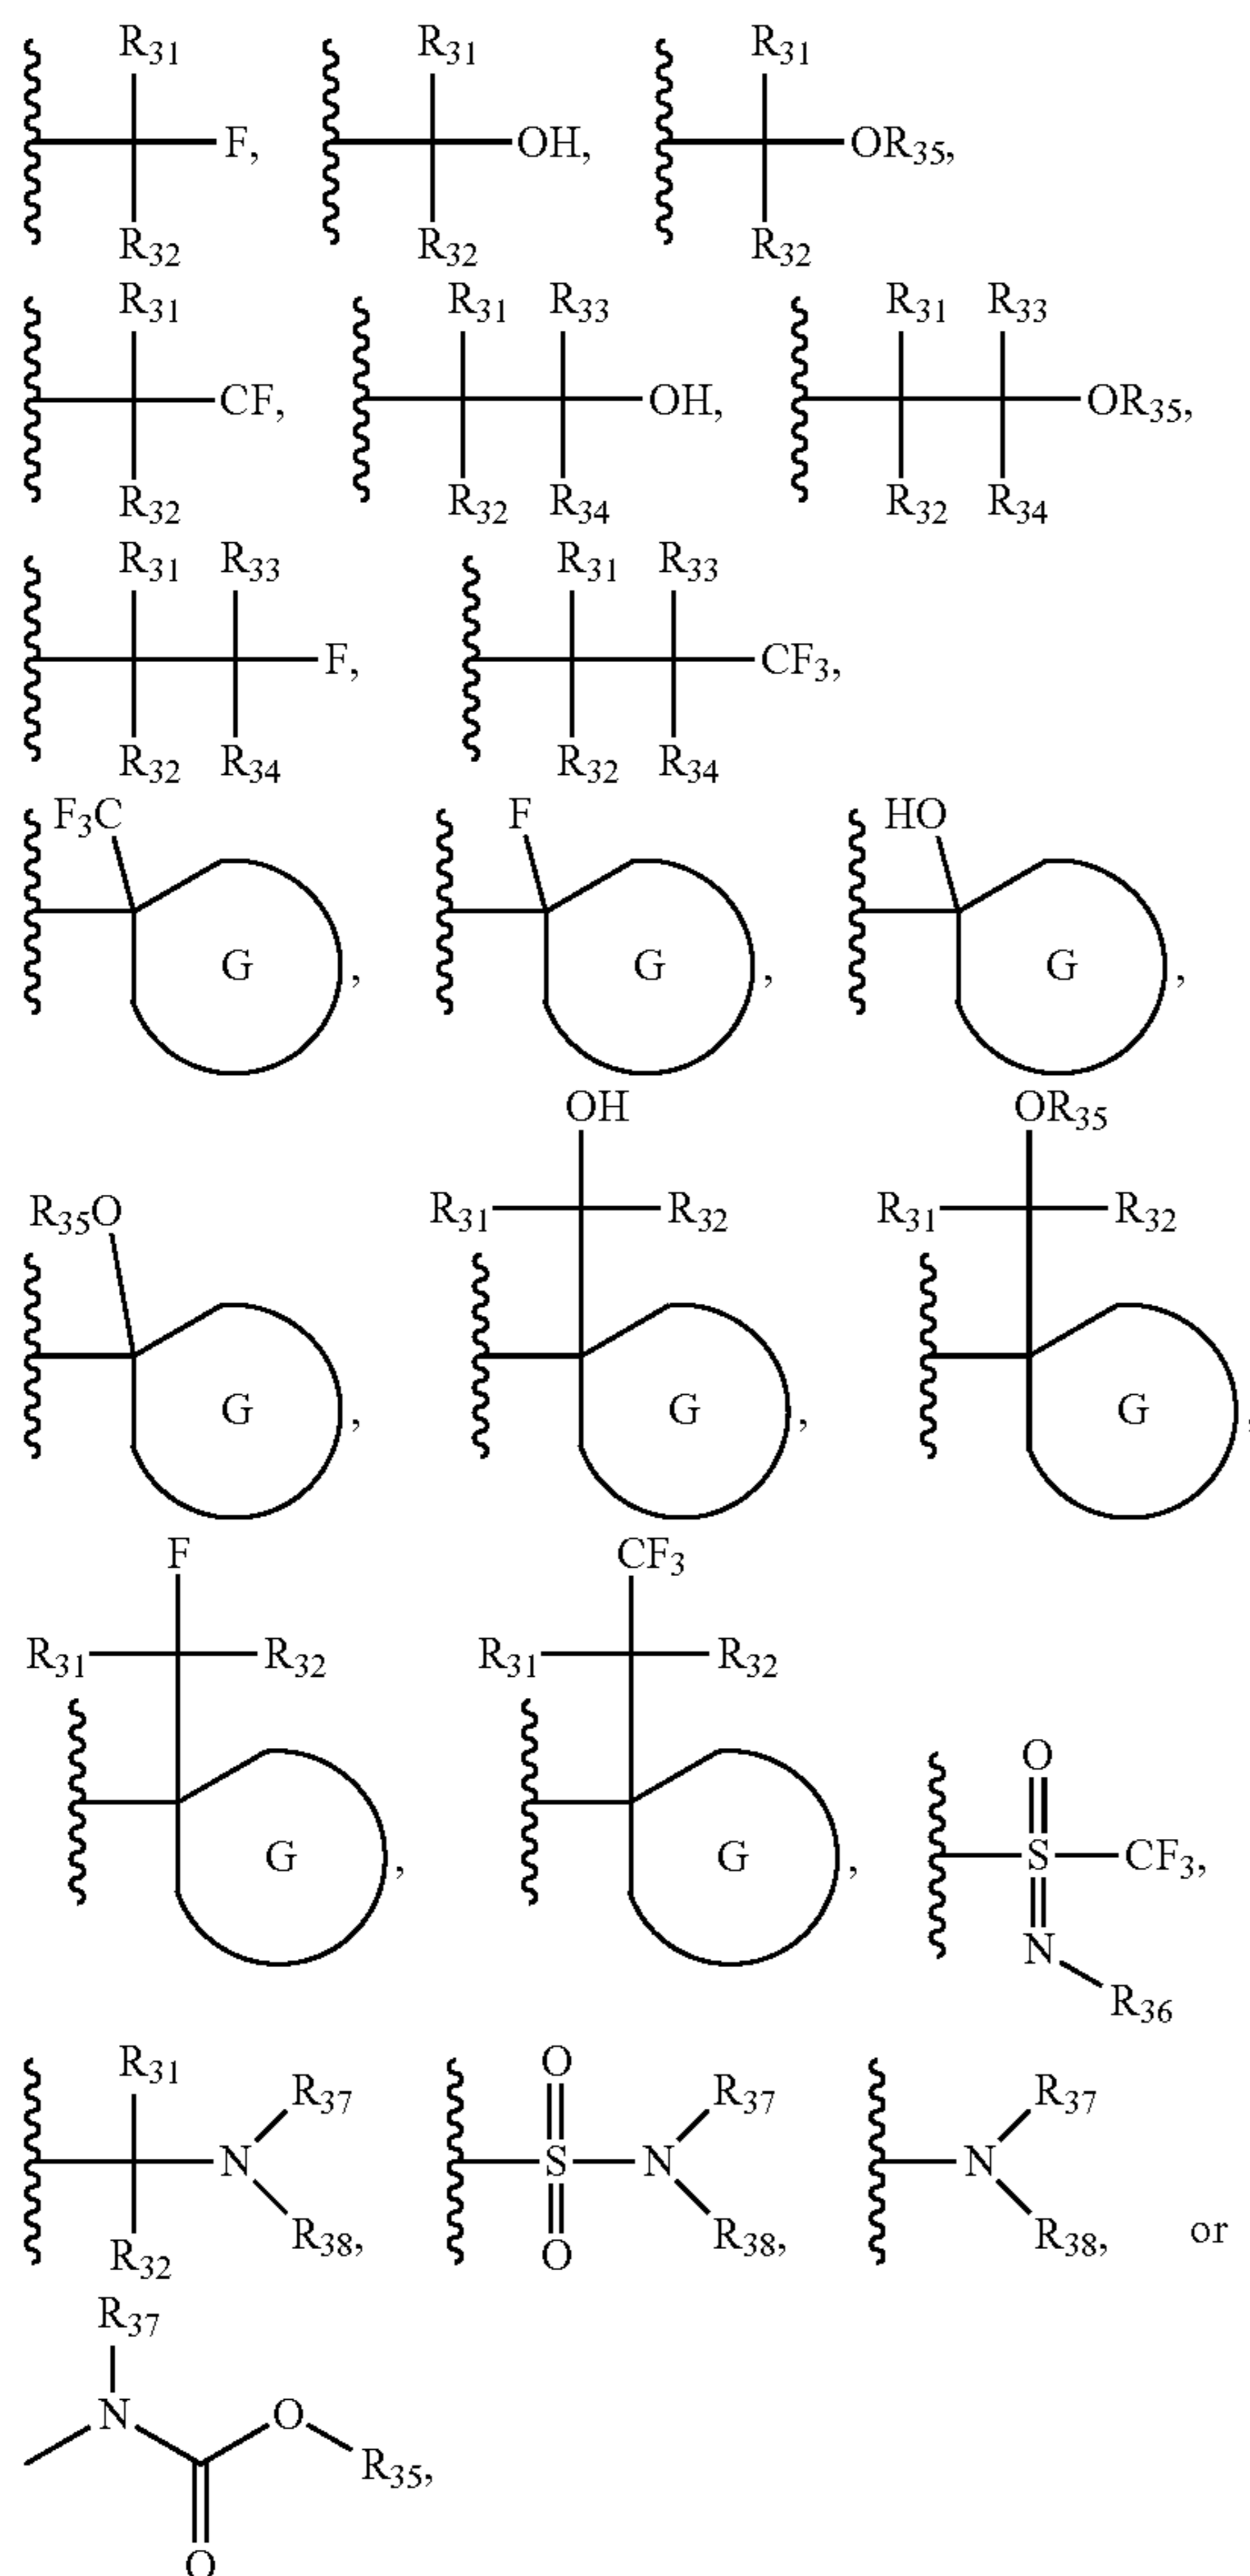 R31 R31 R31
F, OH, OR35,
R32 R32 R32
R31 R31 R33 R31 R33
CF, OH, OR35,
R32 R32 R34 R32 R34
R31 R33 R31 R33
F, CF3,
R32 R34 R32 R34
F3C F HO
G, G, G,
OH OR35
R35O R31 R32 R31 R32
G, G, G,
F CF3
R31 R32 R31 R32
O
G, G, S CF3,
N
R36
R31 O
R37 R37 R37
N S N N
R38, R38, R38, or
R32 O
R37
N O
R35,
O